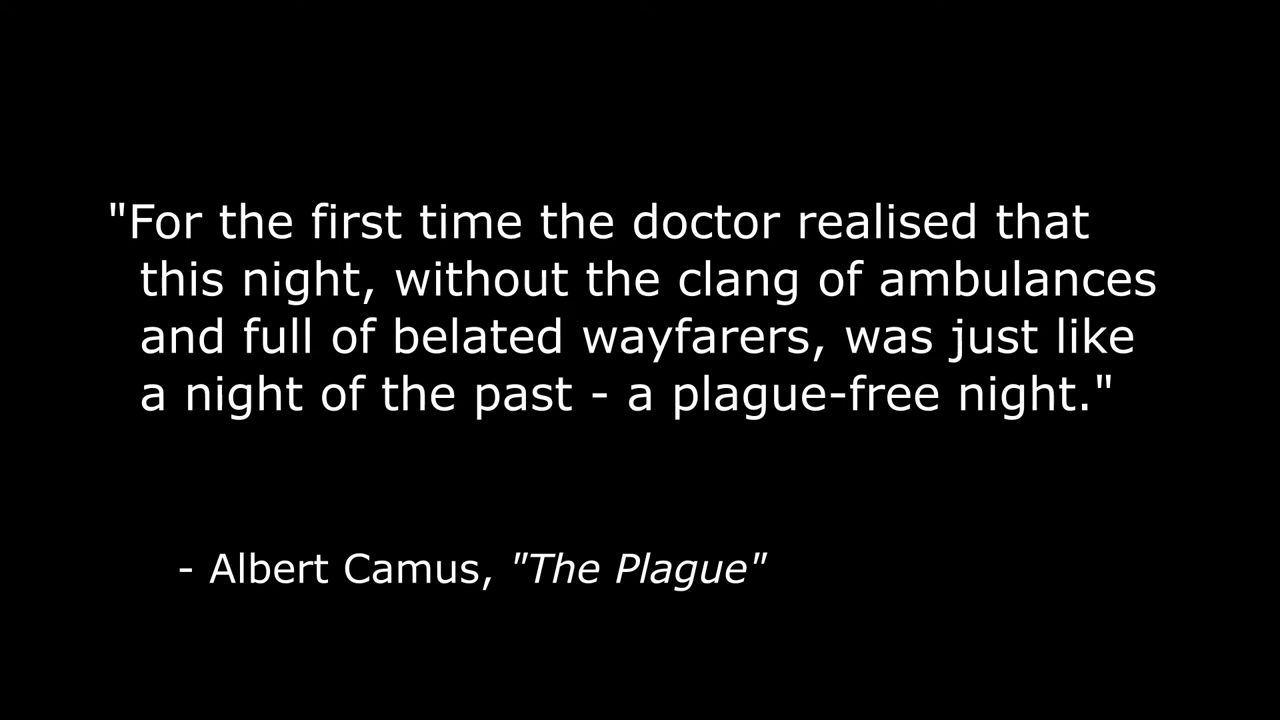 "For the first time the doctor realised that
this night, without the clang of ambulances
and full of belated wayfarers, was just like
a night of the past - a plague-free night."
- Albert Camus, "The Plague"